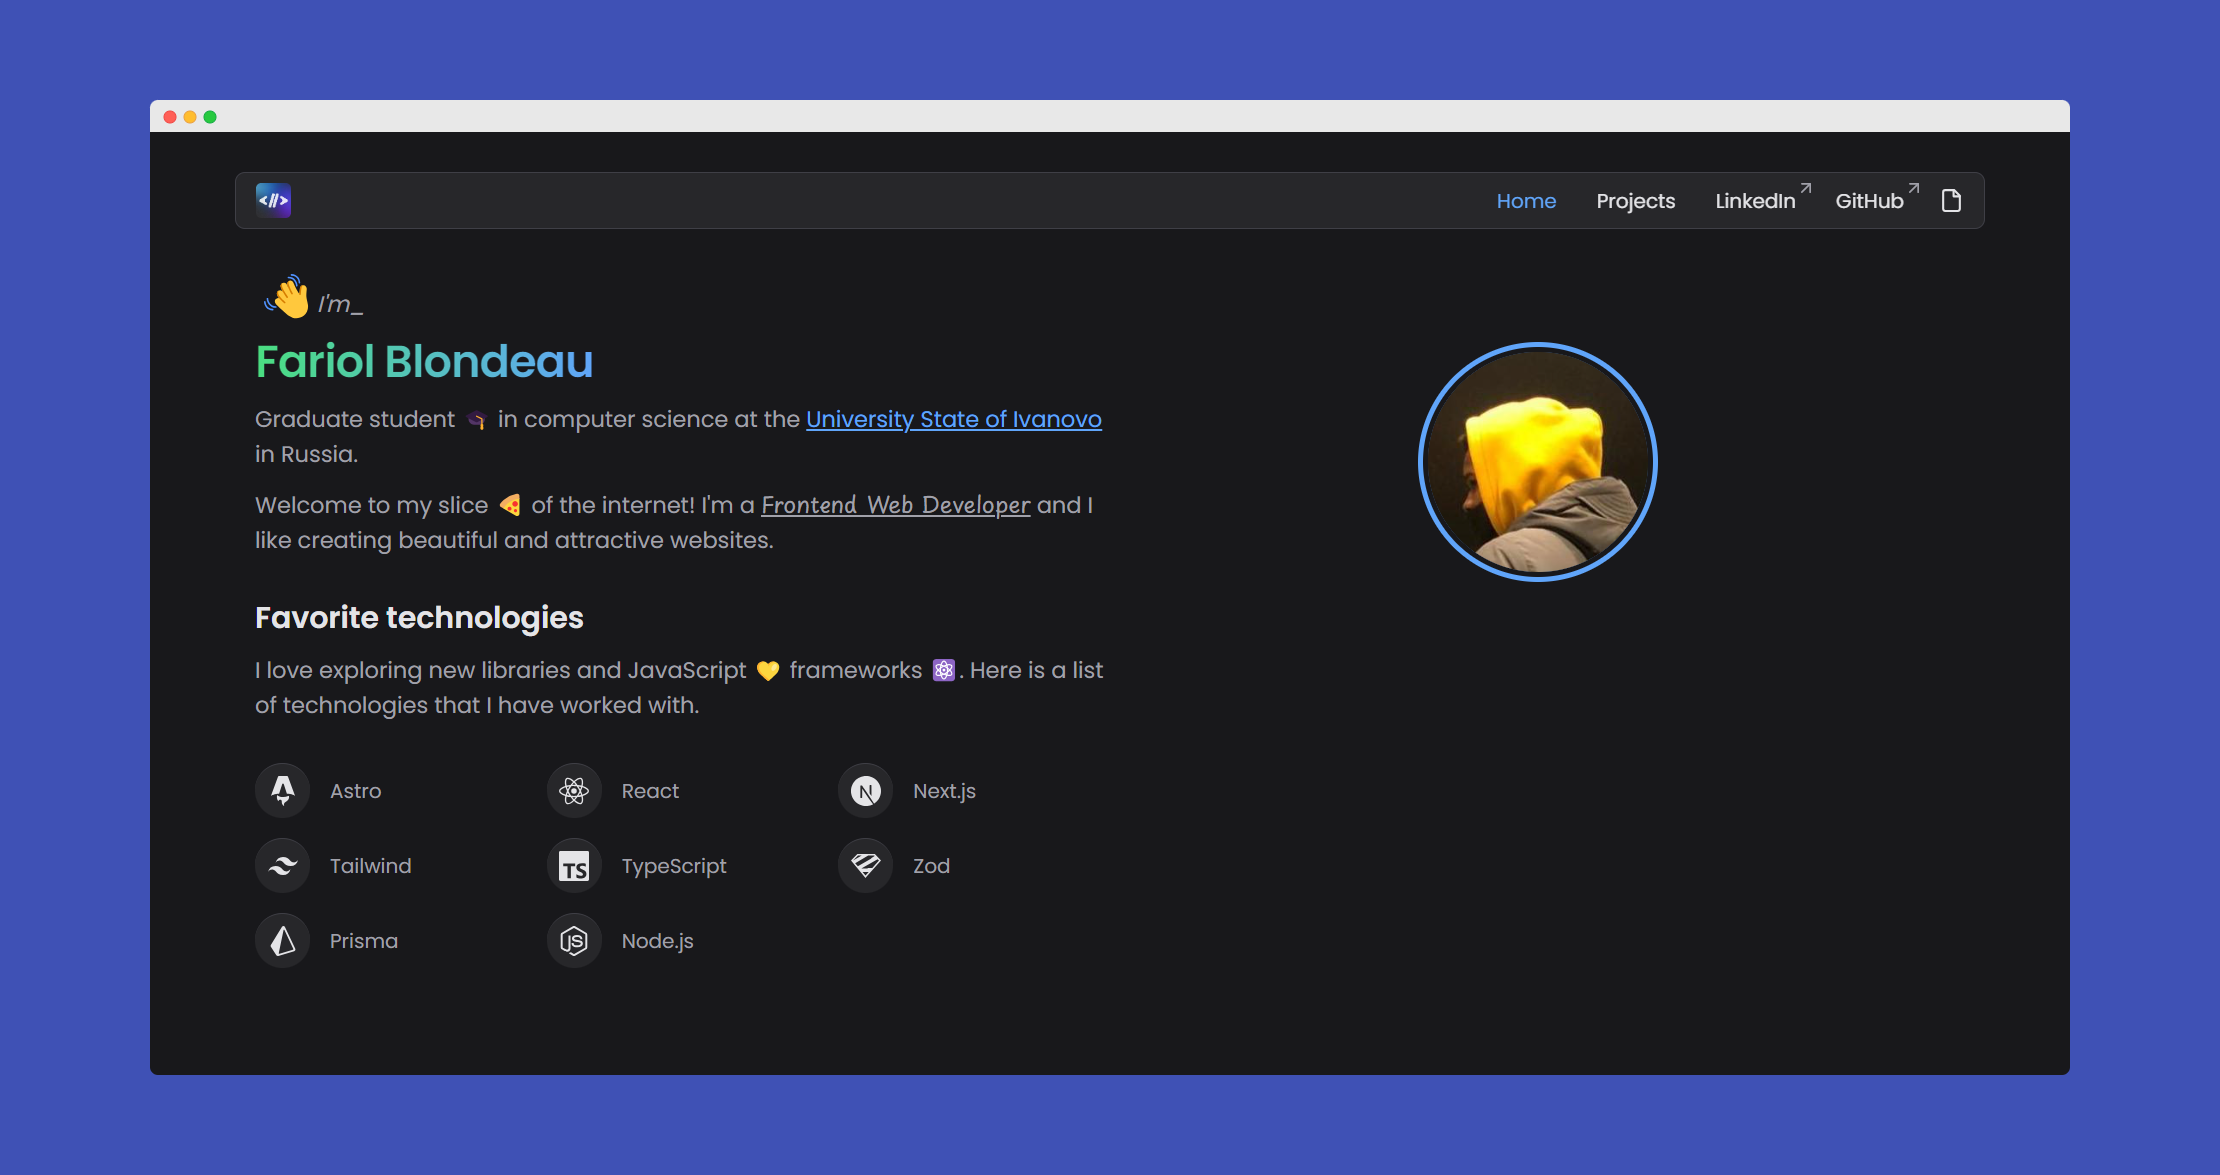 <//>
Home Projects LinkedIn GitHub
👋 I'm_
Fariol Blondeau
Graduate student 🎓 in computer science at the University State of Ivanovo
in Russia.
Welcome to my slice 🍕 of the internet! I'm a Frontend Web Developer and I
like creating beautiful and attractive websites.
Favorite technologies
I love exploring new libraries and JavaScript 💛 frameworks ⚛️. Here is a list
of technologies that I have worked with.
Astro
React
N Next.js
Tailwind
TS TypeScript
Zod
Prisma
JS Node.js